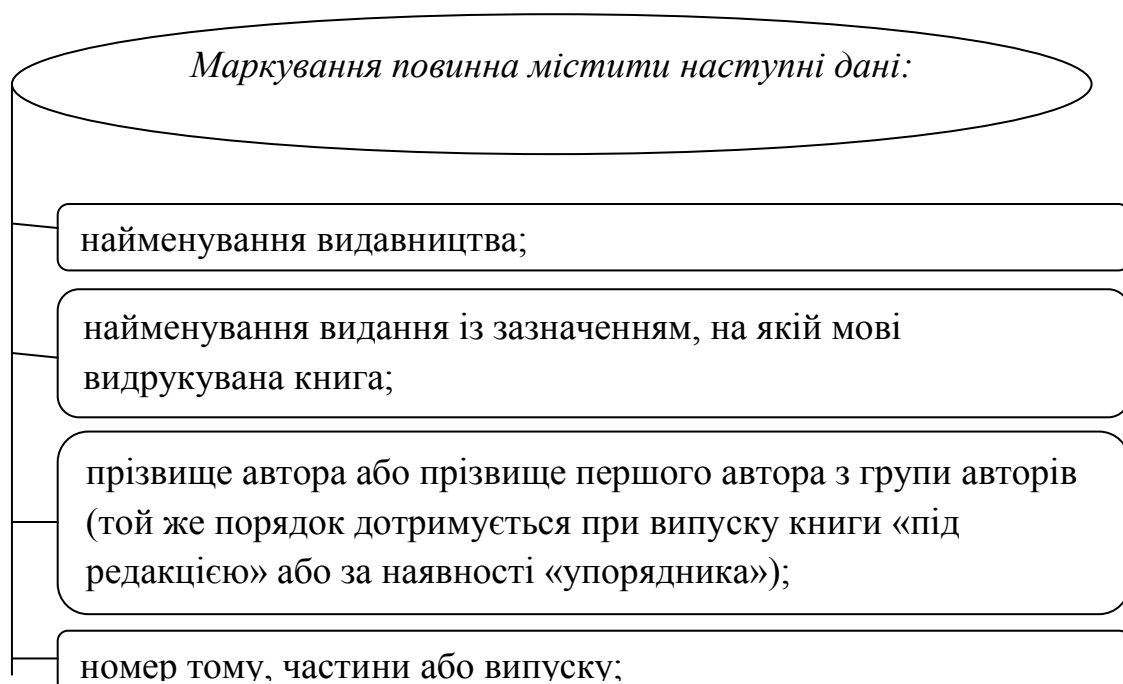 Маркування повинна містити наступні дані:
найменування видавництва;
найменування видання із зазначенням, на якій мові
видрукувана книга;
прізвище автора або прізвище першого автора з групи авторів
(той же порядок дотримується при випуску книги «під
редакцією» або за наявності «упорядника»);
номер тому, частини або випуску;